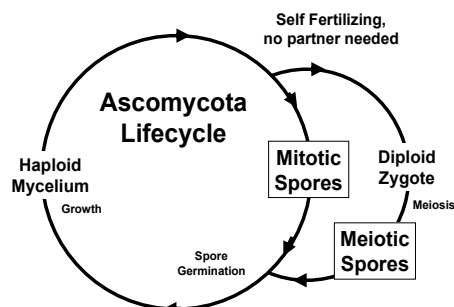 Self Fertilizing,
no partner needed
Ascomycota
Lifecycle
Haploid
Mycelium
Growth
Mitotic
Spores
Diploid
Zygote
Meiosis
Meiotic
Spores
Spore
Germination